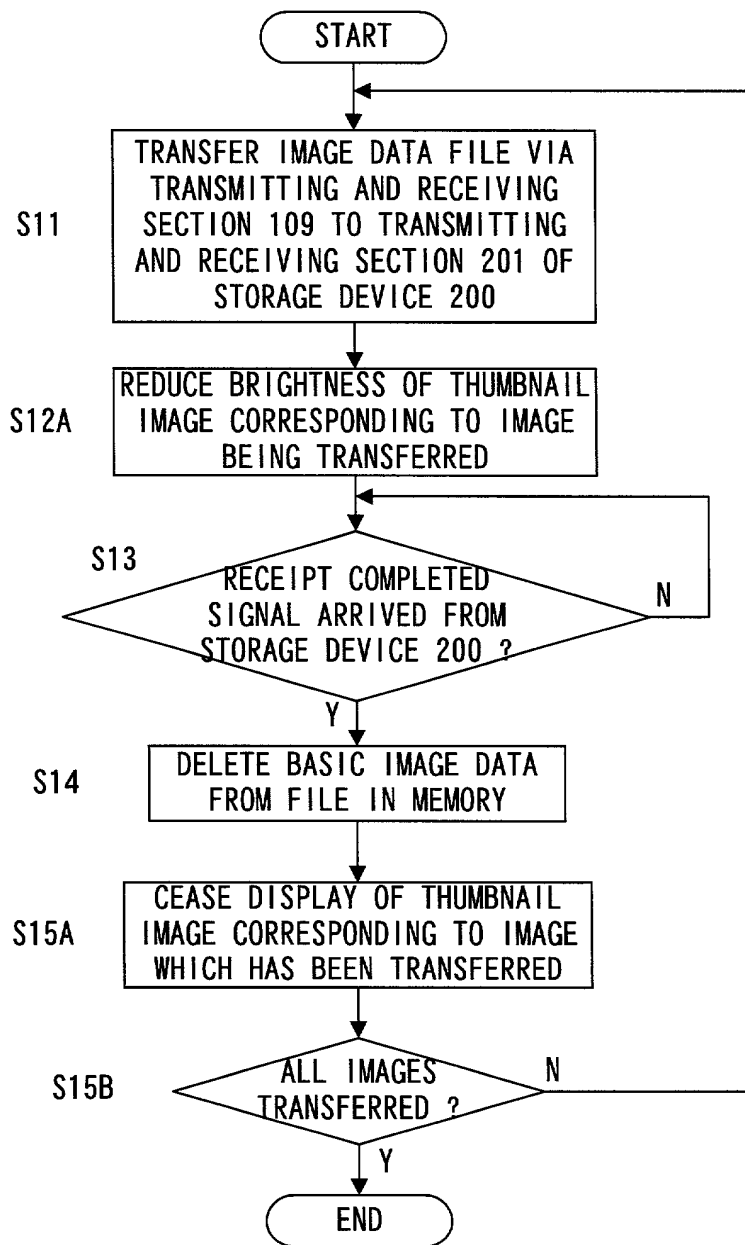 START
S11
TRANSFER IMAGE DATA FILE VIA
TRANSMITTING AND RECEIVING
SECTION 109 TO TRANSMITTING
AND RECEIVING SECTION 201 OF
STORAGE DEVICE 200
S12A
REDUCE BRIGHTNESS OF THUMBNAIL
IMAGE CORRESPONDING TO IMAGE
BEING TRANSFERRED
S13
RECEIPT COMPLETED
SIGNAL ARRIVED FROM
STORAGE DEVICE 200 ?
N
Y
S14
DELETE BASIC IMAGE DATA
FROM FILE IN MEMORY
S15A
CEASE DISPLAY OF THUMBNAIL
IMAGE CORRESPONDING TO IMAGE
WHICH HAS BEEN TRANSFERRED
S15B
ALL IMAGES
TRANSFERRED ?
N
Y
END